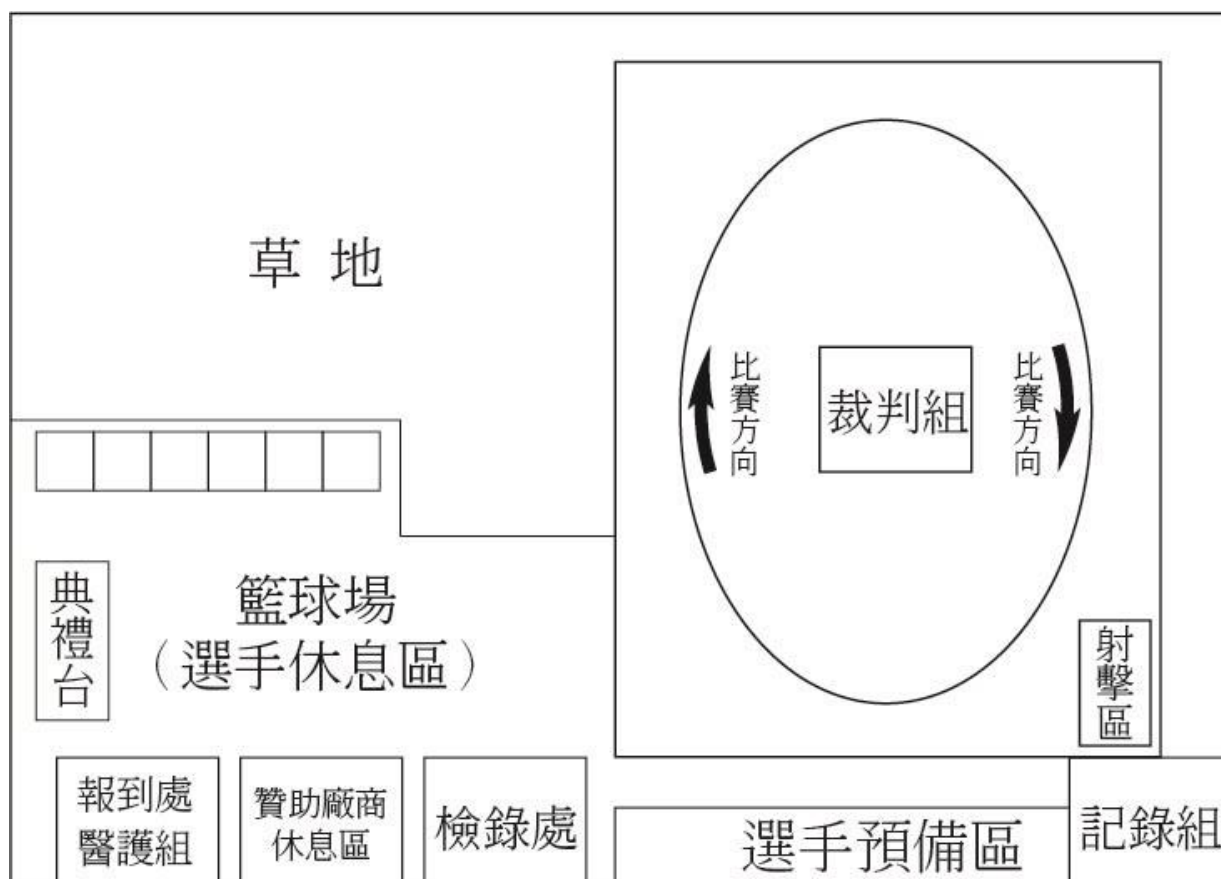 草地
比賽方向
裁判組
比賽方向
典禮台
籃球場
（選手休息區）
射擊區
報到處
醫護組
贊助廠商
休息區
檢錄處
選手預備區
記錄組